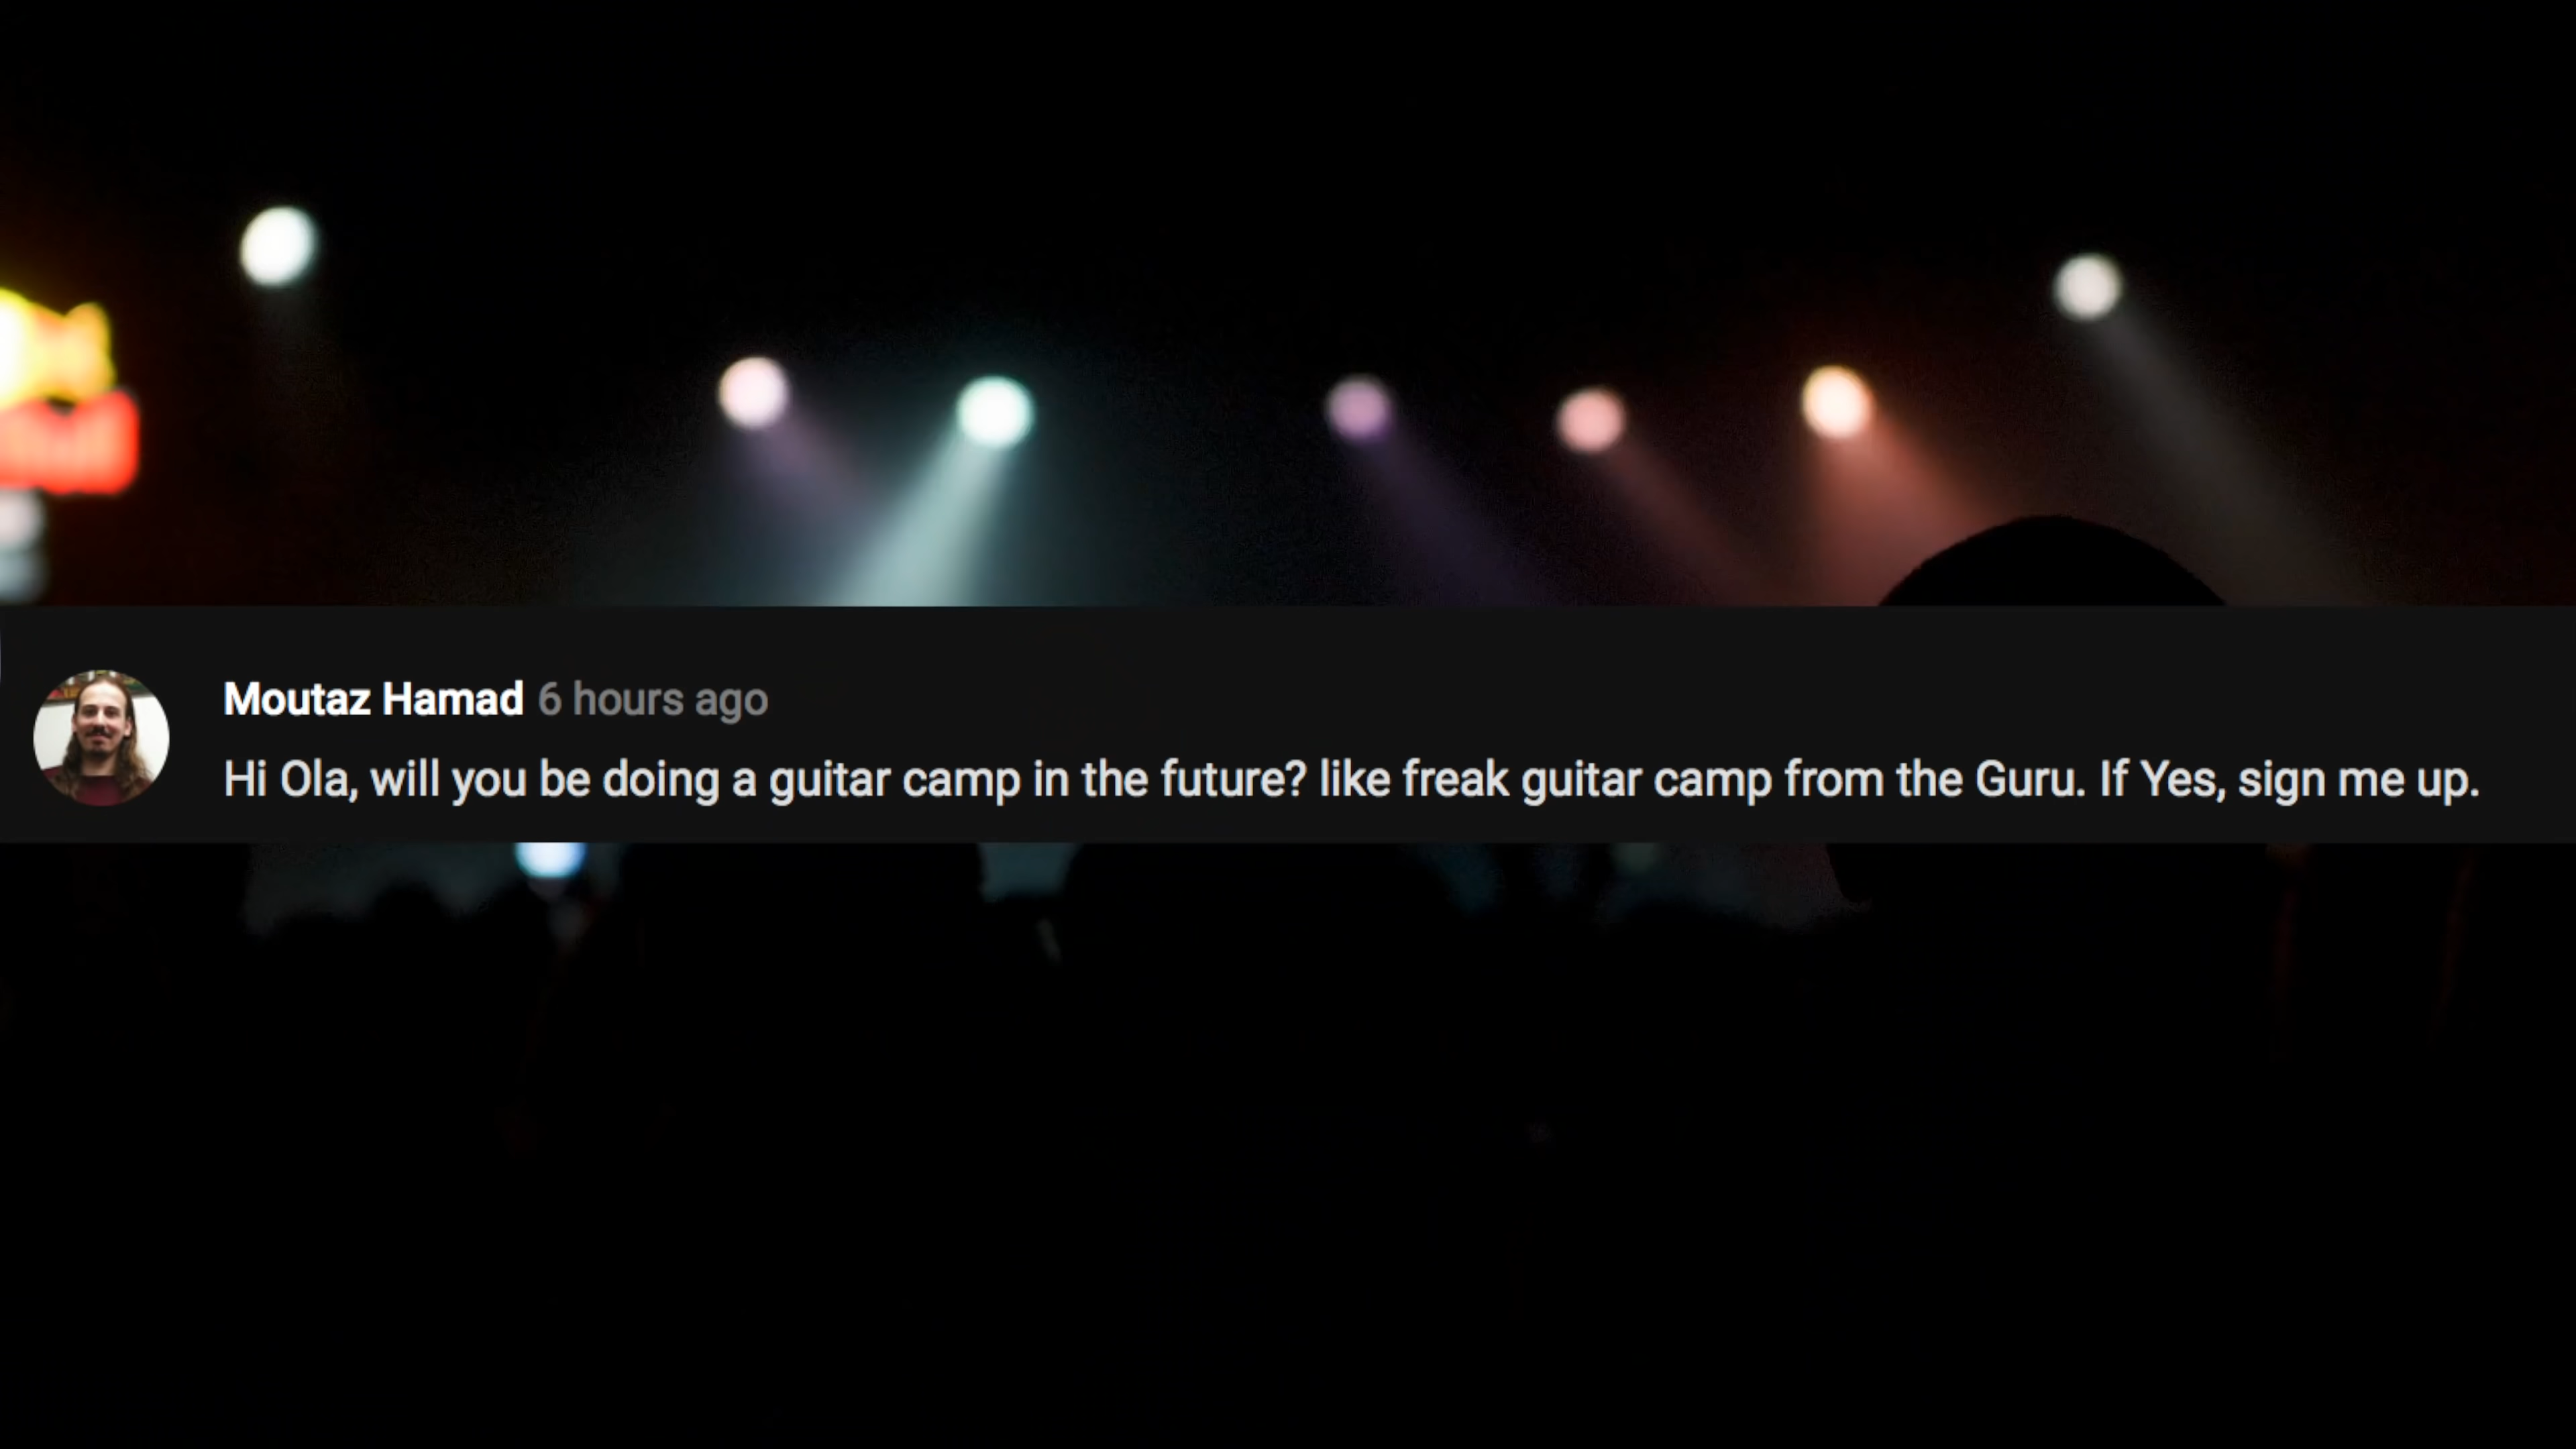 Moutaz Hamad 6 hours ago
Hi Ola, will you be doing a guitar camp in the future? like freak guitar camp from the Guru. If Yes, sign me up.